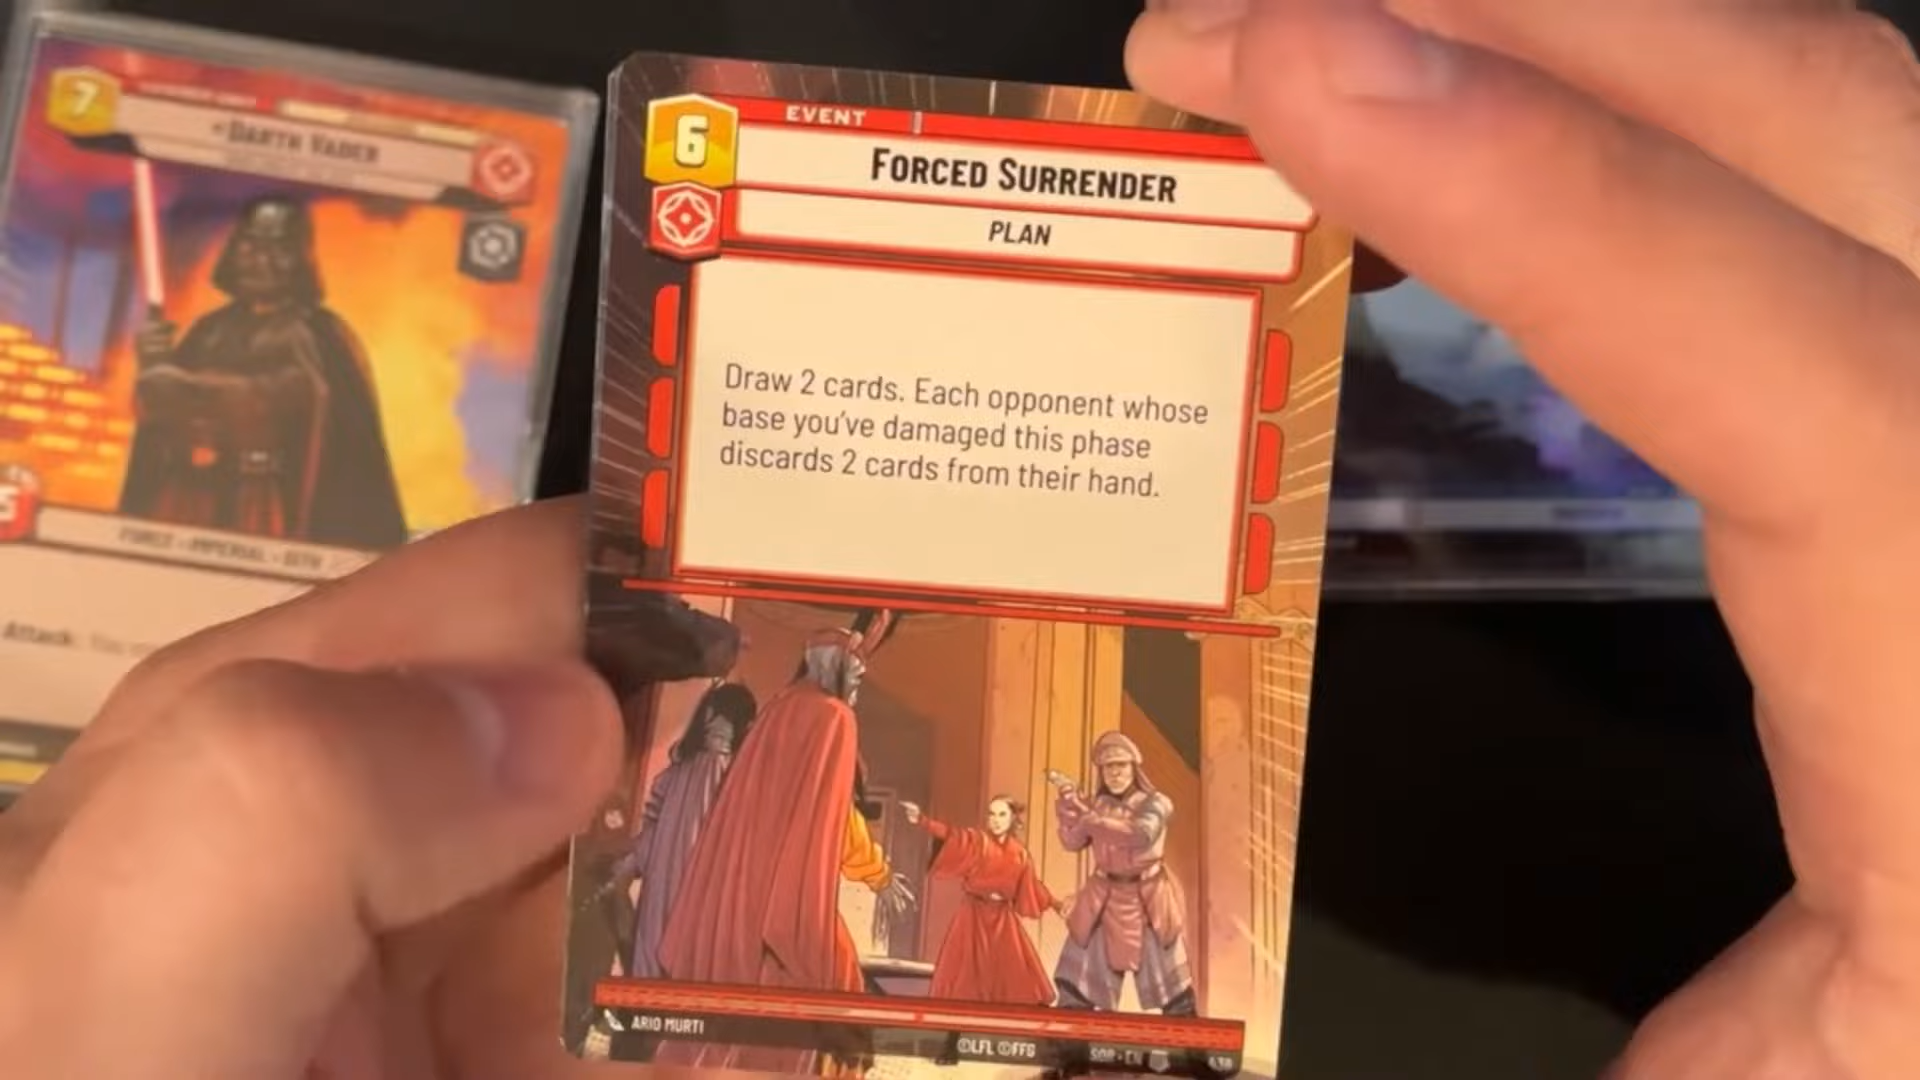 7
DARTH VADER
FORCE • IMPERIAL • SITH
Attack:
6
EVENT
FORCED SURRENDER
PLAN
Draw 2 cards. Each opponent whose
base you've damaged this phase
discards 2 cards from their hand.
ARIO MURTI
©LFL ©FFG
SOR • EN